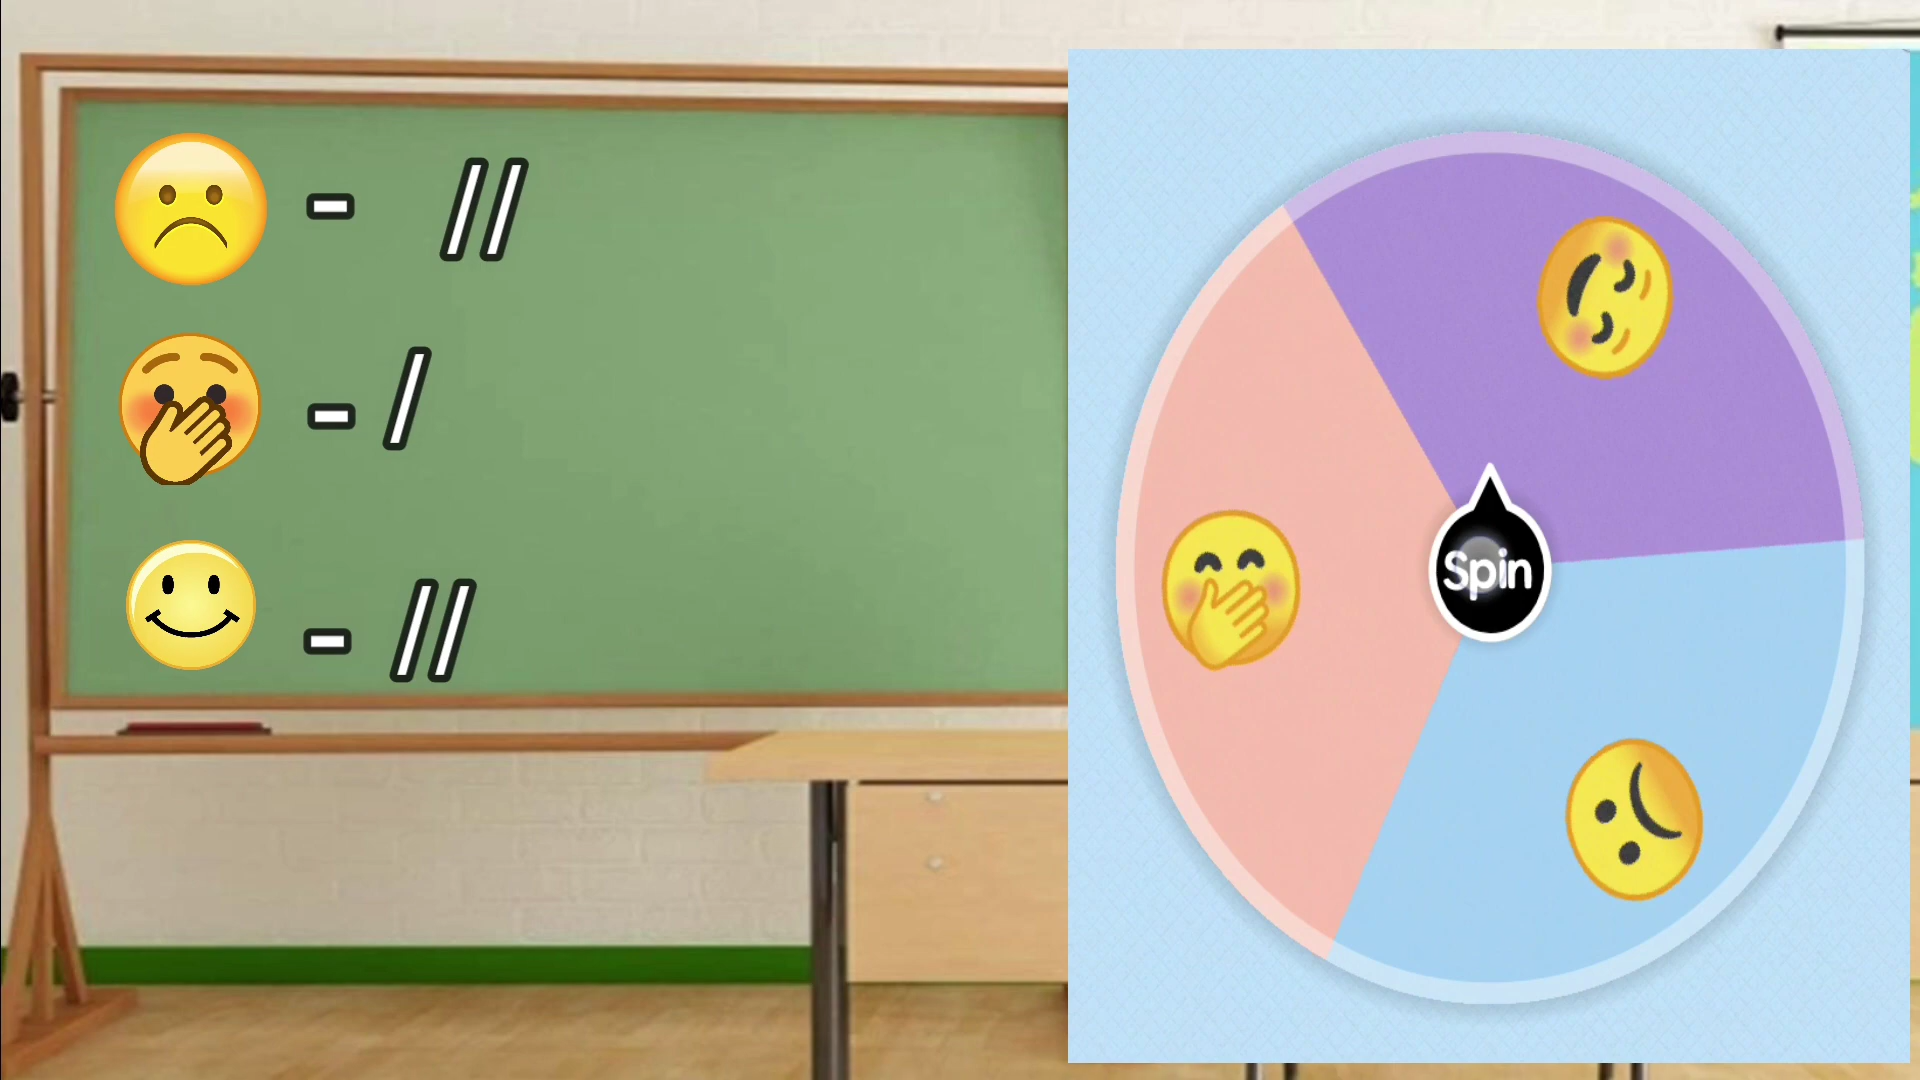 - //
- /
- //
Spin